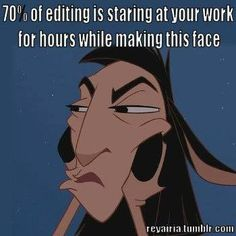 70% of editing is staring at your work
for hours while making this face
reyairia.tumblr.com